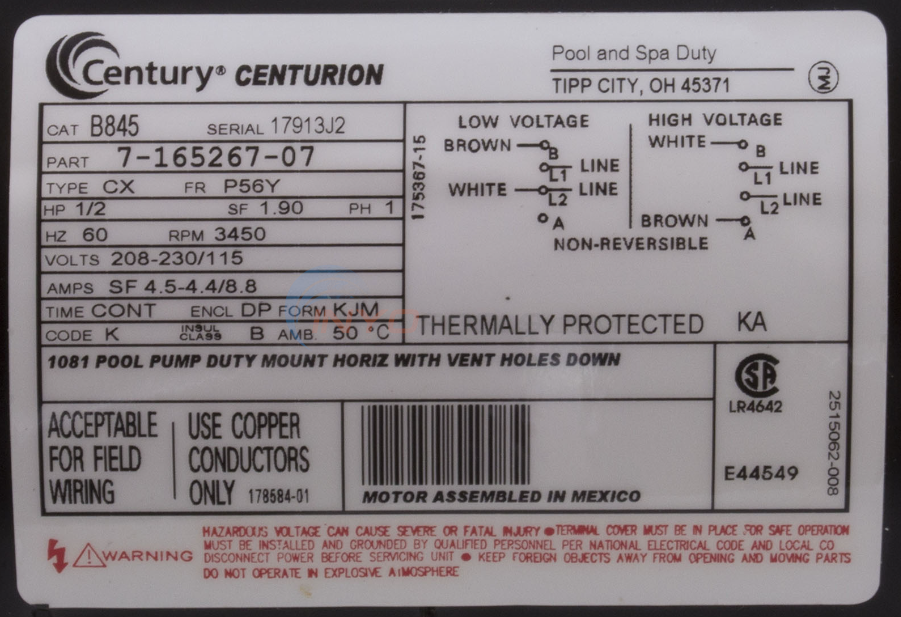 Century® CENTURION
Pool and Spa Duty
TIPP CITY, OH 45371
CAT B845 SERIAL 17913J2
PART 7-165267-07
TYPE CX FR P56Y
HP 1/2 SF 1.90 PH 1
HZ 60 RPM 3450
VOLTS 208-230/115
AMPS SF 4.5-4.4/8.8
TIME CONT ENCL DP FORM KJM
CODE K INSUL CLASS B AMB. 50 °C
175367-15
LOW VOLTAGE
BROWN B
L1 LINE
WHITE L2 LINE
A
HIGH VOLTAGE
WHITE B
L1 LINE
L2 LINE
BROWN A
NON-REVERSIBLE
THERMALLY PROTECTED KA
1081 POOL PUMP DUTY MOUNT HORIZ WITH VENT HOLES DOWN
ACCEPTABLE
FOR FIELD
WIRING
USE COPPER
CONDUCTORS
ONLY 178584-01
MOTOR ASSEMBLED IN MEXICO
LR4642
E44549
2515062-008
WARNING
HAZARDOUS VOLTAGE CAN CAUSE SEVERE OR FATAL INJURY ● TERMINAL COVER MUST BE IN PLACE FOR SAFE OPERATION
MUST BE INSTALLED AND GROUNDED BY QUALIFIED PERSONNEL PER NATIONAL ELECTRICAL CODE AND LOCAL CO
DISCONNECT POWER BEFORE SERVICING UNIT ● KEEP FOREIGN OBJECTS AWAY FROM OPENING AND MOVING PARTS
DO NOT OPERATE IN EXPLOSIVE ATMOSPHERE